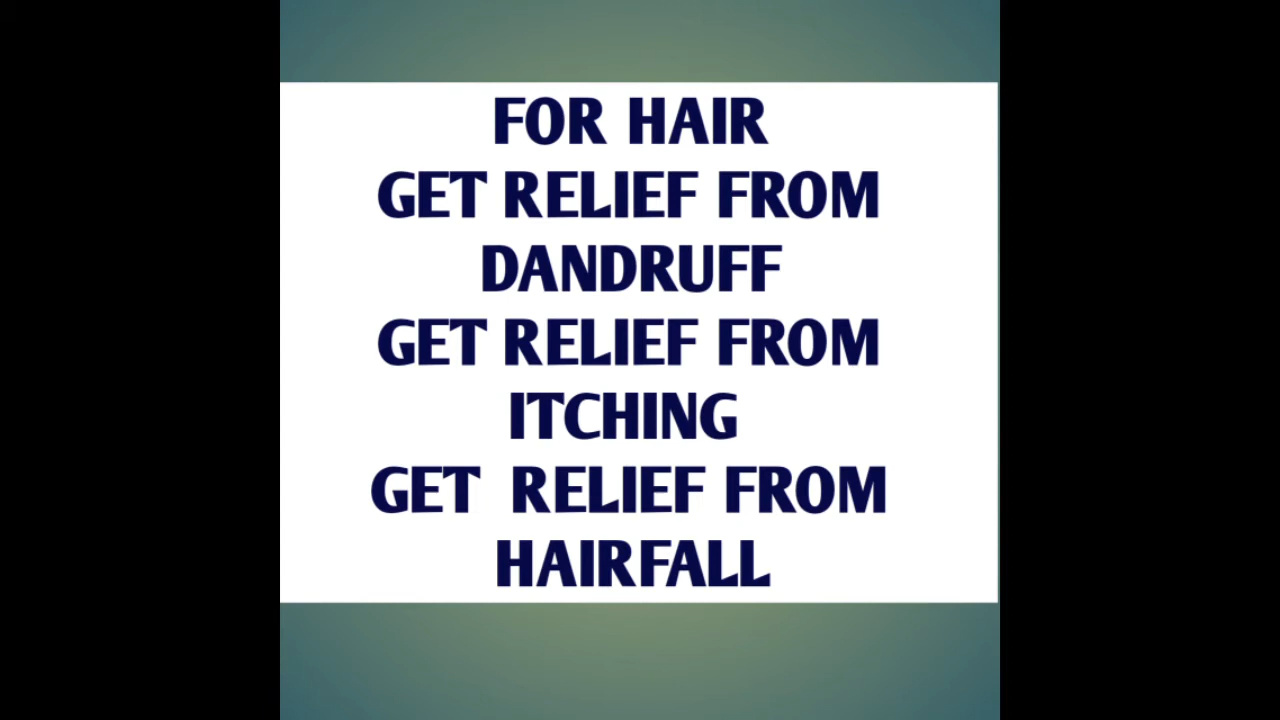 FOR HAIR
GET RELIEF FROM
DANDRUFF
GET RELIEF FROM
ITCHING
GET RELIEF FROM
HAIRFALL